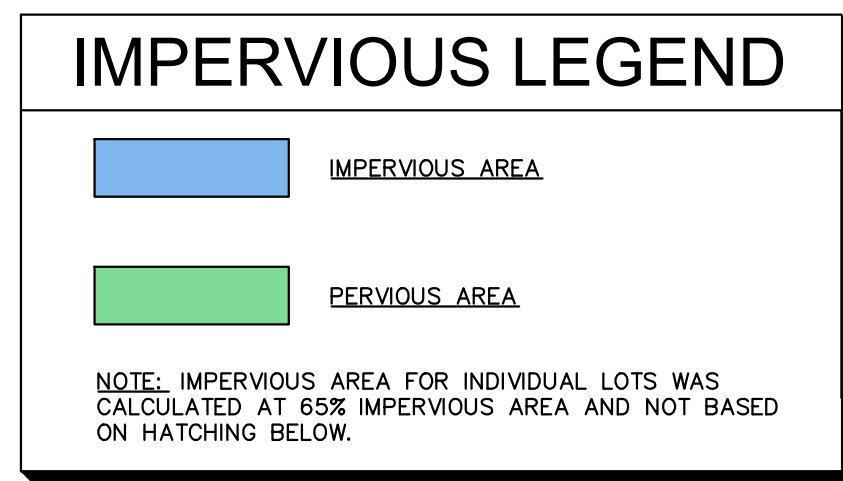 IMPERVIOUS LEGEND
IMPERVIOUS AREA
PERVIOUS AREA
NOTE: IMPERVIOUS AREA FOR INDIVIDUAL LOTS WAS
CALCULATED AT 65% IMPERVIOUS AREA AND NOT BASED
ON HATCHING BELOW.